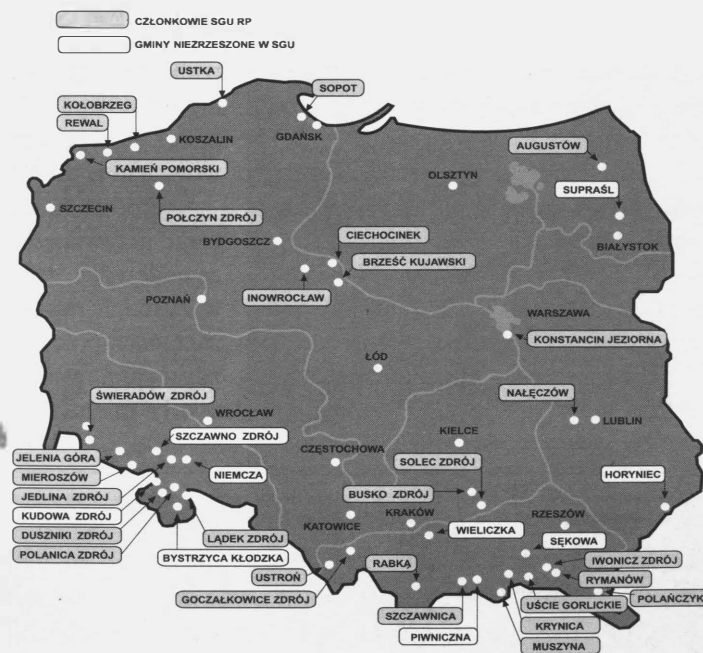 CZŁONKOWIE SGU RP
GMINY NIEZRZESZONE W SGU
USTKA
SOPOT
KOŁOBRZEG
REWAL
KOSZALIN
GDAŃSK
KAMIEŃ POMORSKI
AUGUSTÓW
OLSZTYN
SUPRAŚL
SZCZECIN
POŁCZYN ZDRÓJ
BIAŁYSTOK
BYDGOSZCZ
CIECHOCINEK
BRZEŚĆ KUJAWSKI
INOWROCŁAW
POZNAŃ
WARSZAWA
KONSTANCIN JEZIORNA
ŁÓDŹ
NAŁĘCZÓW
ŚWIERADÓW ZDRÓJ
WROCŁAW
LUBLIN
SZCZAWNO ZDRÓJ
KIELCE
JELENIA GÓRA
CZĘSTOCHOWA
SOLEC ZDRÓJ
MIEROSZÓW
NIEMCZA
HORYNIEC
JEDLINA ZDRÓJ
BUSKO ZDRÓJ
KUDOWA ZDRÓJ
KATOWICE
KRAKÓW
RZESZÓW
DUSZNIKI ZDRÓJ
LĄDEK ZDRÓJ
WIELICZKA
SĘKOWA
POLANICA ZDRÓJ
BYSTRZYCA KŁODZKA
RABKĄ
IWONICZ ZDRÓJ
USTROŃ
RYMANÓW
GOCZAŁKOWICE ZDRÓJ
SZCZAWNICA
UŚCIE GORLICKIE
POLAŃCZYK
PIWNICZNA
KRYNICA
MUSZYNA